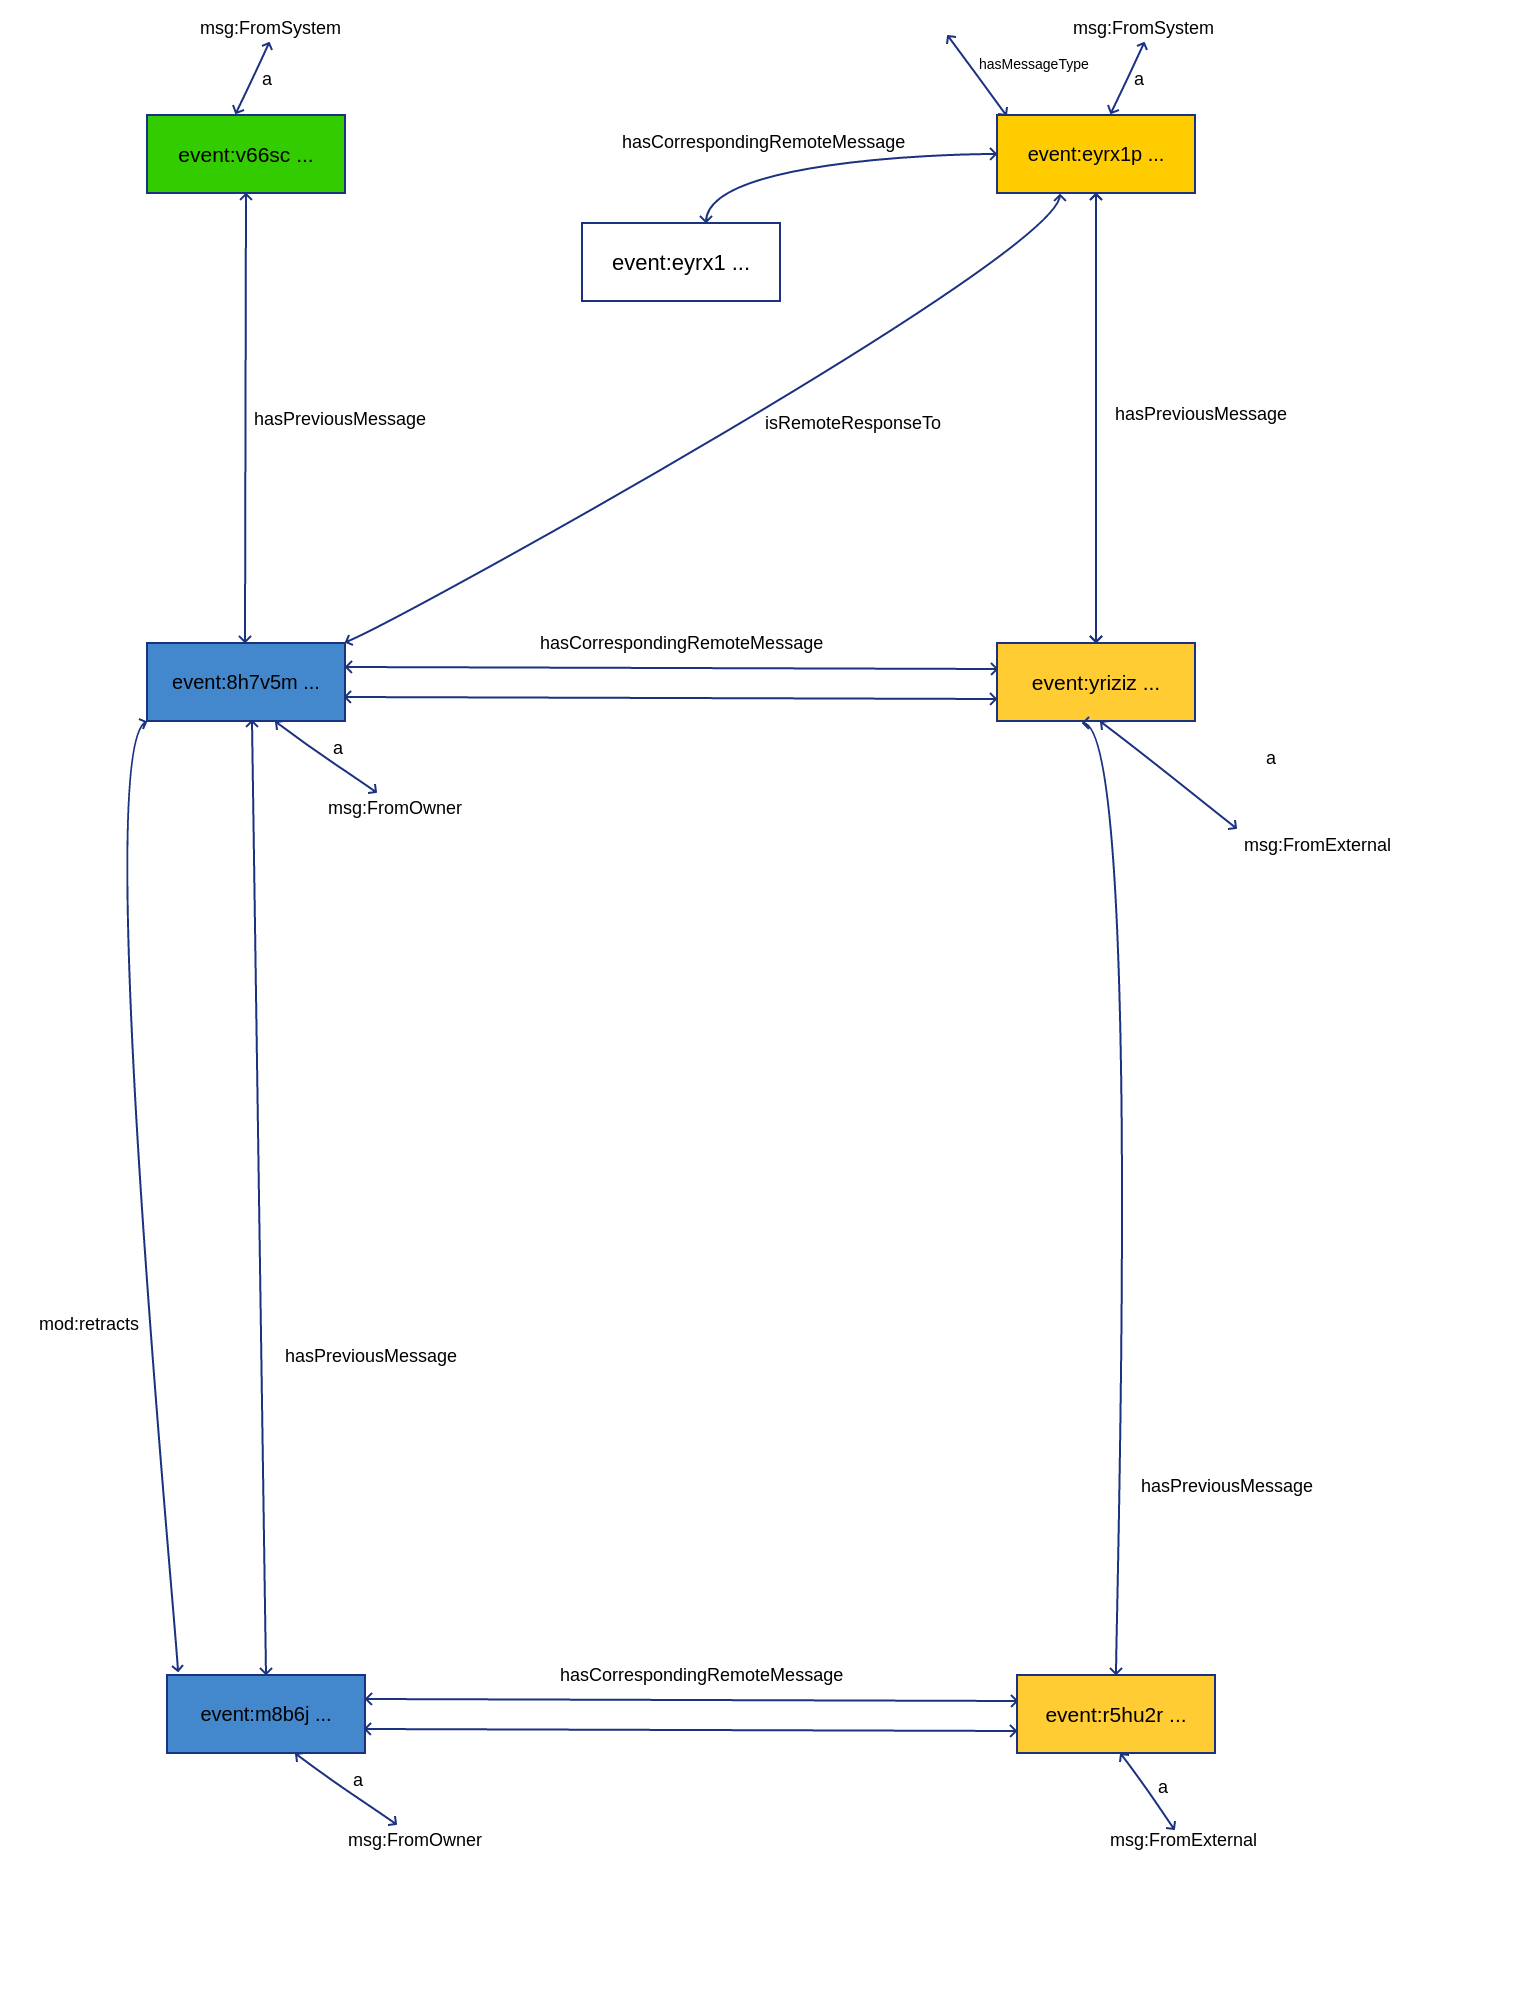 msg:FromSystem
msg:FromSystem
hasMessageType
a
a
hasCorrespondingRemoteMessage
event:v66sc ...
event:eyrx1p ...
event:eyrx1 ...
hasPreviousMessage
isRemoteResponseTo
hasPreviousMessage
hasCorrespondingRemoteMessage
event:8h7v5m ...
event:yriziz ...
a
a
msg:FromOwner
msg:FromExternal
mod:retracts
hasPreviousMessage
hasPreviousMessage
hasCorrespondingRemoteMessage
event:m8b6j ...
event:r5hu2r ...
a
a
msg:FromOwner
msg:FromExternal